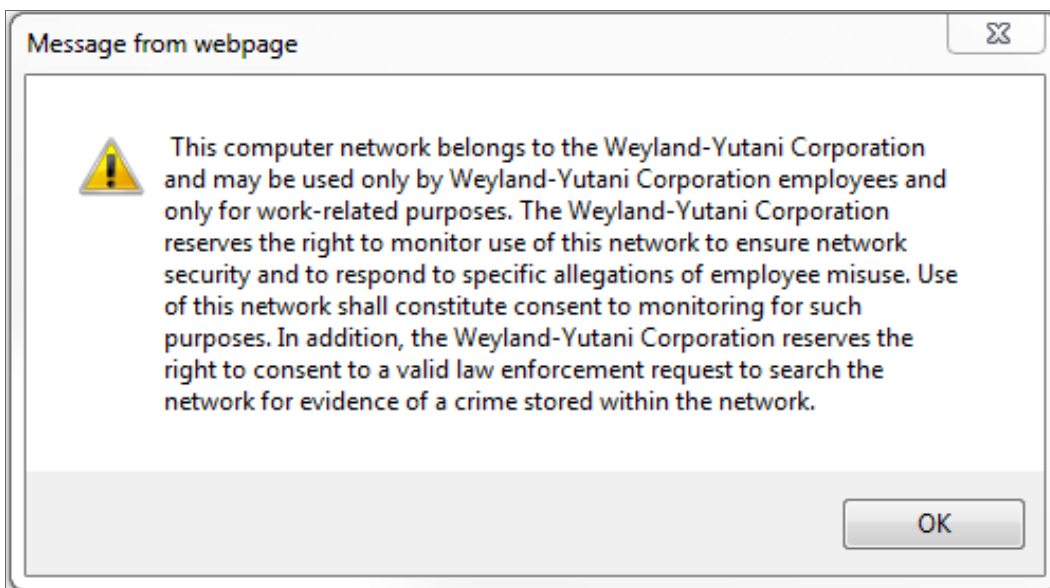 Message from webpage
This computer network belongs to the Weyland-Yutani Corporation
and may be used only by Weyland-Yutani Corporation employees and
only for work-related purposes. The Weyland-Yutani Corporation
reserves the right to monitor use of this network to ensure network
security and to respond to specific allegations of employee misuse. Use
of this network shall constitute consent to monitoring for such
purposes. In addition, the Weyland-Yutani Corporation reserves the
right to consent to a valid law enforcement request to search the
network for evidence of a crime stored within the network.
OK